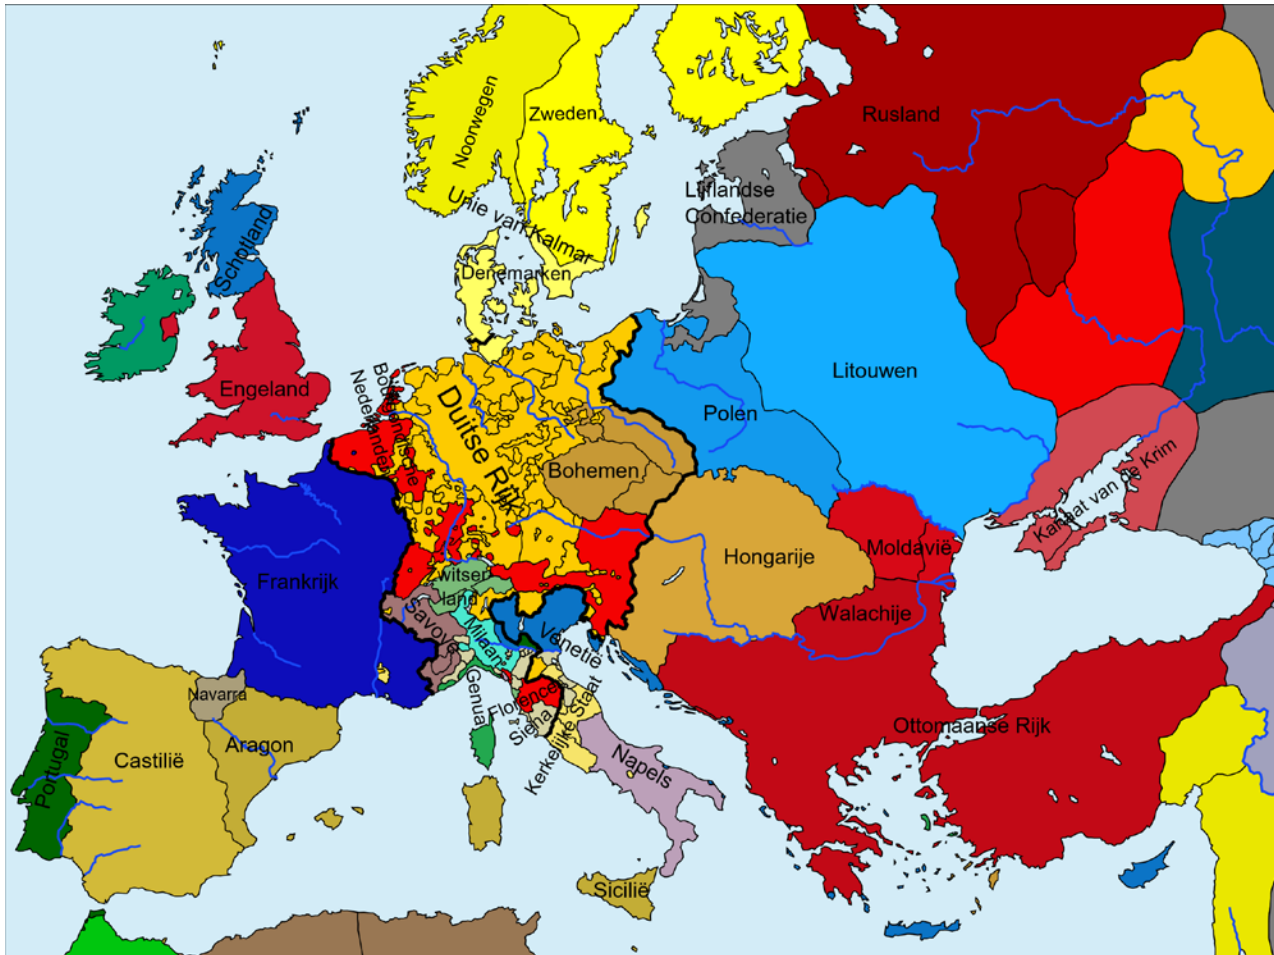 Noorwegen
Zweden
Rusland
Lijflandse
Confederatie
Schotland
Unie van Kalmar
Denemarken
Engeland
Bourgondische
Nederlanden
Duitse Rijk
Litouwen
Polen
Bohemen
Kanaat van de Krim
Frankrijk
Zwitser
land
Hongarije
Moldavië
Walachije
Savoye
Milaan
Venetië
Navarra
Genua
Florence
Siena
Kerkelijke Staat
Ottomaanse Rijk
Portugal
Castilië
Aragon
Napels
Sicilië